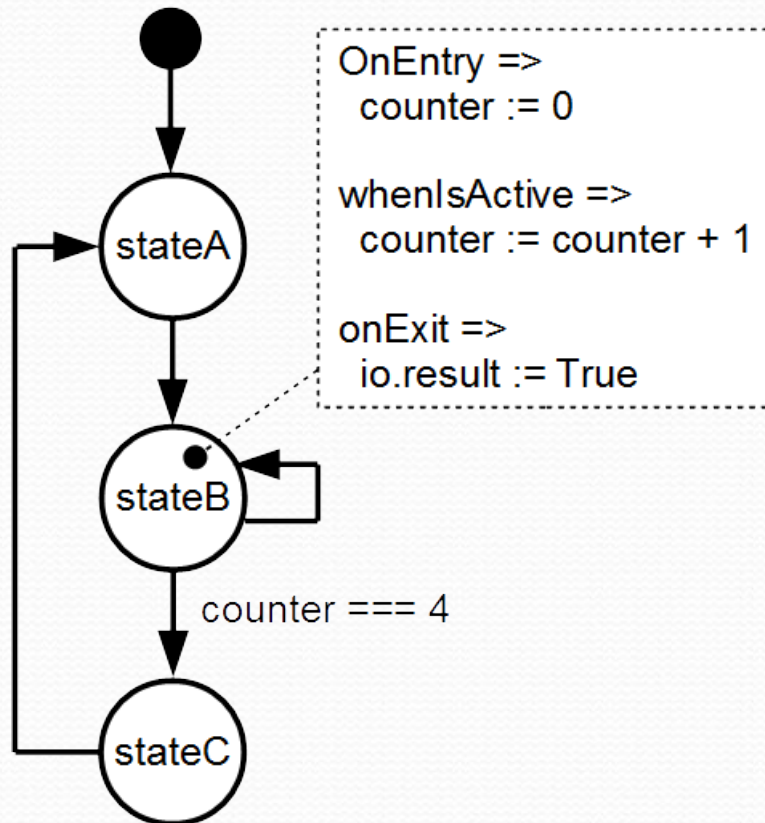 OnEntry =>
counter := 0
whenIsActive =>
counter := counter + 1
onExit =>
io.result := True
stateA
stateB
counter === 4
stateC